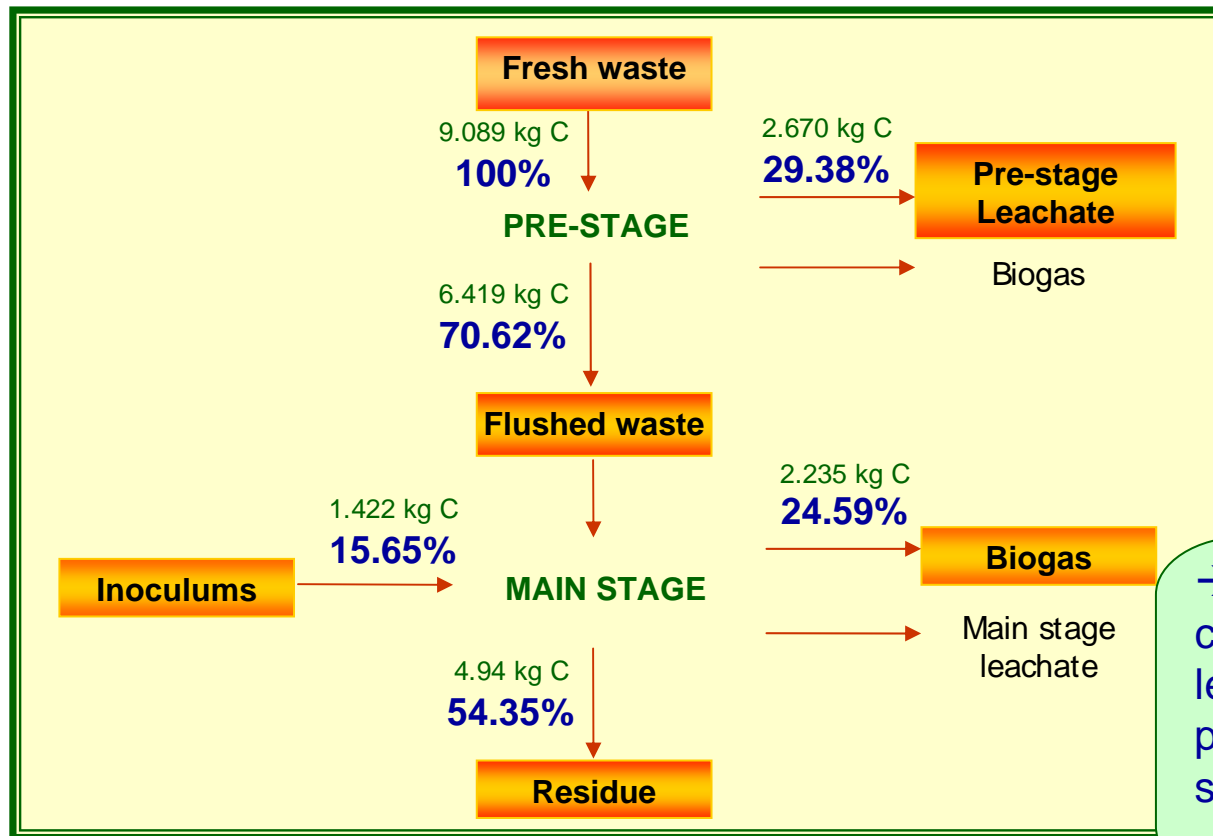 Fresh waste
9.089 kg C
100%
2.670 kg C
29.38%
Pre-stage
Leachate
PRE-STAGE
Biogas
6.419 kg C
70.62%
Flushed waste
2.235 kg C
24.59%
1.422 kg C
15.65%
Biogas
Inoculums
MAIN STAGE
Main stage
leachate
4.94 kg C
54.35%
Residue